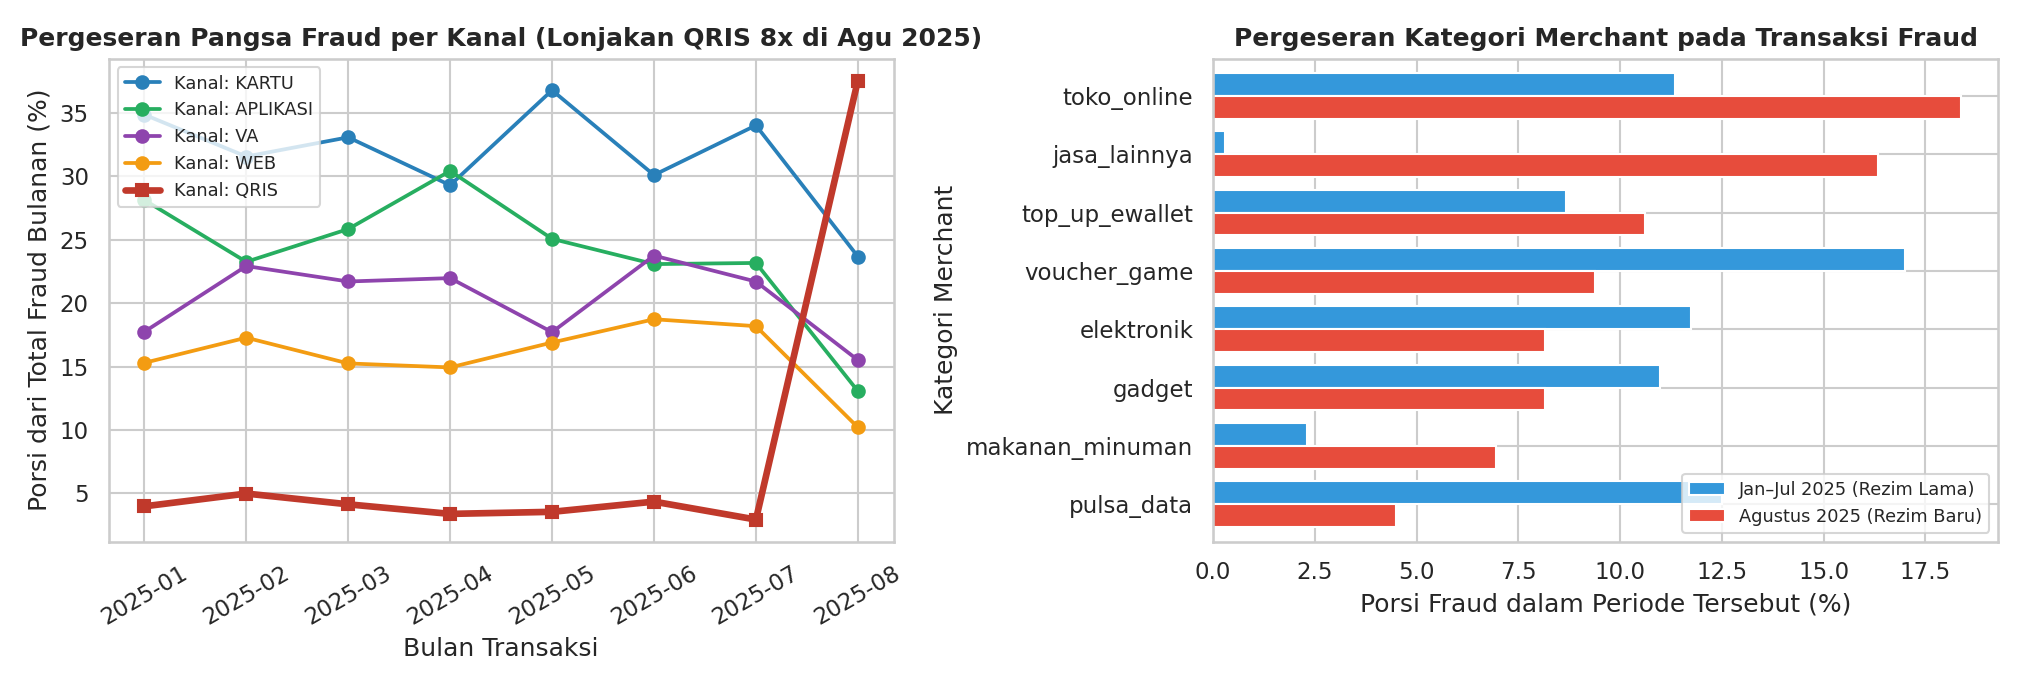 Pergeseran Pangsa Fraud per Kanal (Lonjakan QRIS 8x di Agu 2025)
Porsi dari Total Fraud Bulanan (%)
35
30
25
20
15
10
5
Kanal: KARTU
Kanal: APLIKASI
Kanal: VA
Kanal: WEB
Kanal: QRIS
2025-01
2025-02
2025-03
2025-04
2025-05
2025-06
2025-07
2025-08
Bulan Transaksi
Pergeseran Kategori Merchant pada Transaksi Fraud
Kategori Merchant
toko_online
jasa_lainnya
top_up_ewallet
voucher_game
elektronik
gadget
makanan_minuman
pulsa_data
Jan–Jul 2025 (Rezim Lama)
Agustus 2025 (Rezim Baru)
0.0
2.5
5.0
7.5
10.0
12.5
15.0
17.5
Porsi Fraud dalam Periode Tersebut (%)